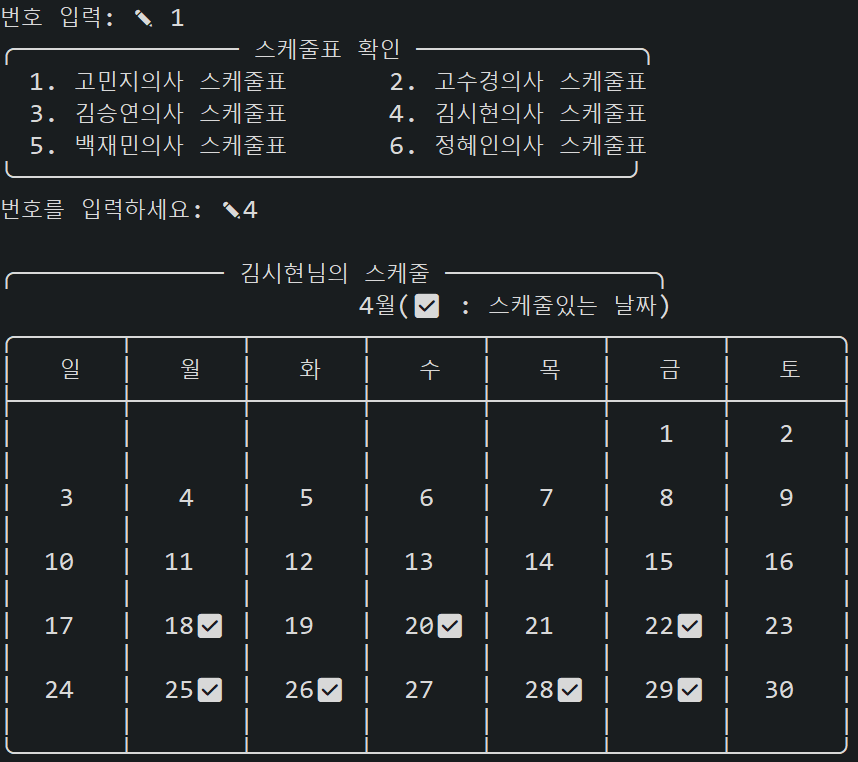 번호 입력: ✎ 1
스케줄표 확인
1. 고민지의사 스케줄표 2. 고수경의사 스케줄표
3. 김승연의사 스케줄표 4. 김시현의사 스케줄표
5. 백재민의사 스케줄표 6. 정혜인의사 스케줄표
번호를 입력하세요: ✎4
김시현님의 스케줄
4월(☑ : 스케줄있는 날짜)
일 월 화 수 목 금 토
1 2
3 4 5 6 7 8 9
10 11 12 13 14 15 16
17 18☑ 19 20☑ 21 22☑ 23
24 25☑ 26☑ 27 28☑ 29☑ 30